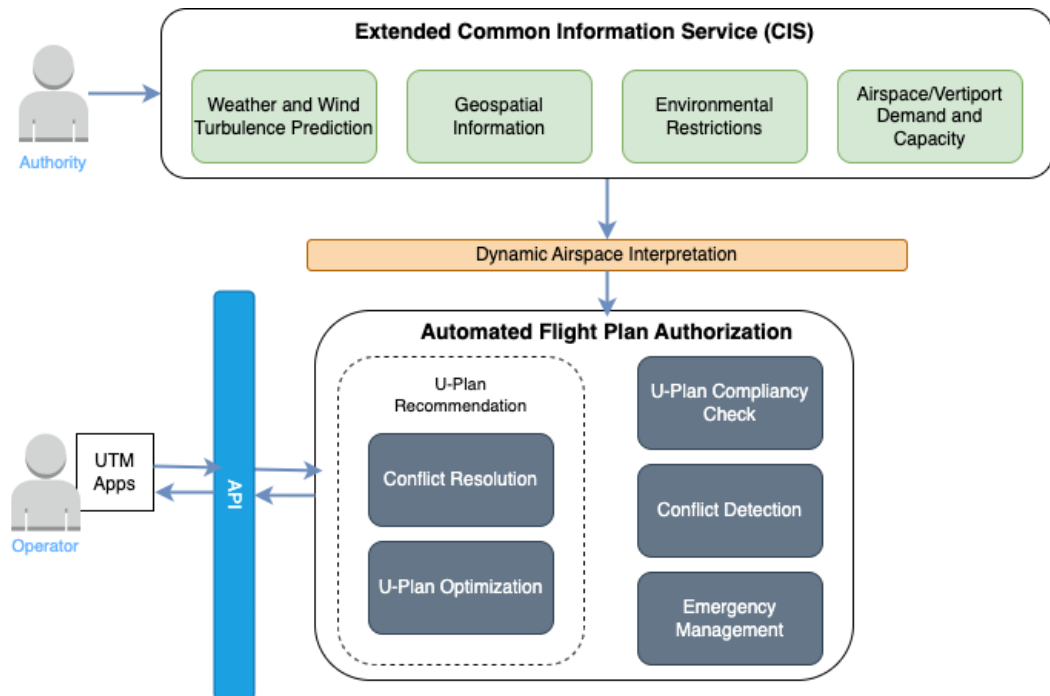 Extended Common Information Service (CIS)
Weather and Wind
Turbulence Prediction
Geospatial
Information
Environmental
Restrictions
Airspace/Vertiport
Demand and
Capacity
Authority
Dynamic Airspace Interpretation
Automated Flight Plan Authorization
U-Plan
Recommendation
Conflict Resolution
U-Plan Optimization
U-Plan Compliancy
Check
Conflict Detection
Emergency
Management
API
UTM
Apps
Operator